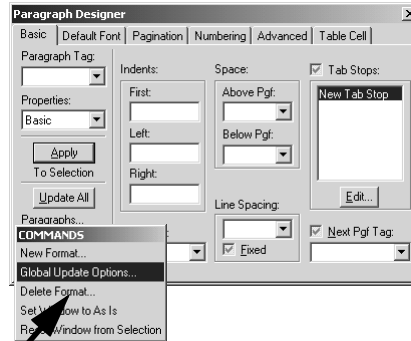 Paragraph Designer
Basic Default Font Pagination Numbering Advanced Table Cell
Paragraph Tag:
Properties:
Basic
Apply
To Selection
Update All
Paragraphs...
Indents:
First:
Left:
Right:
Space:
Above Pgf:
Below Pgf:
Line Spacing:
Fixed
Tab Stops:
New Tab Stop
Edit...
Next Pgf Tag:
COMMANDS
New Format...
Global Update Options...
Delete Format...
Set Window to As Is
Window from Selection